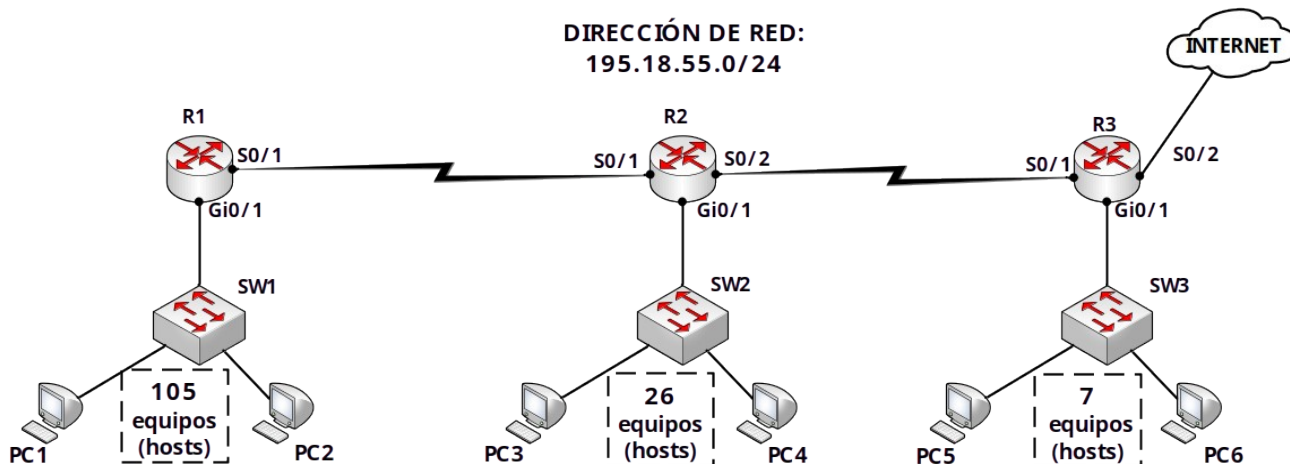 DIRECCIÓN DE RED:
195.18.55.0/24
INTERNET
R1
R2
R3
S0/1
S0/1
S0/2
S0/1
S0/2
Gi0/1
Gi0/1
Gi0/1
SW1
SW2
SW3
105
equipos
(hosts)
26
equipos
(hosts)
7
equipos
(hosts)
PC1
PC2
PC3
PC4
PC5
PC6